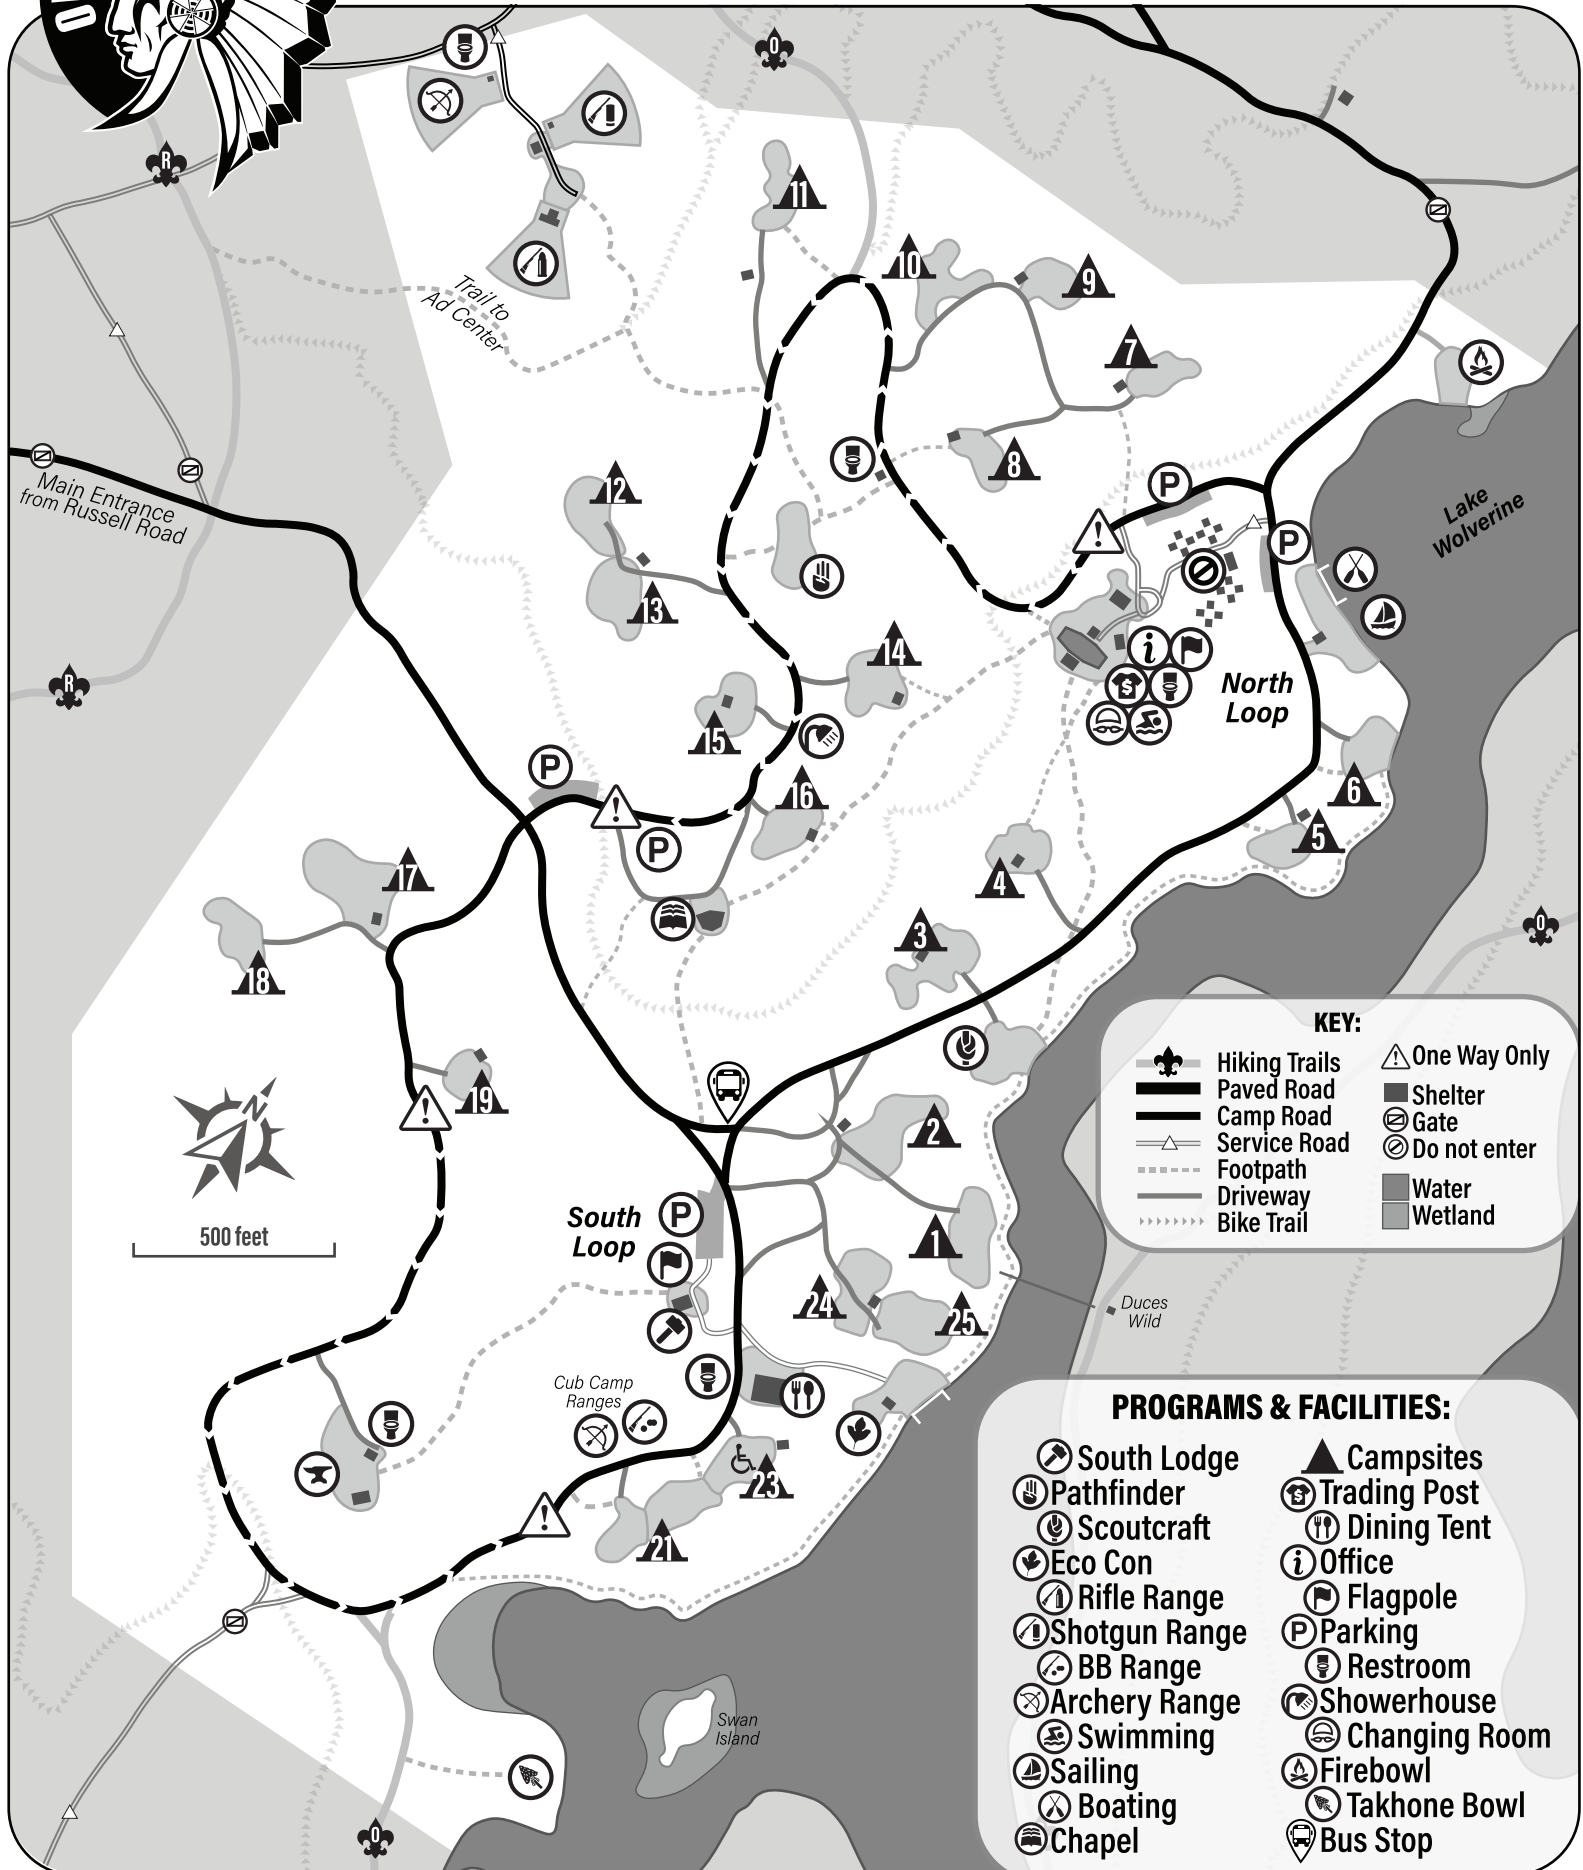 O
R
O
11
10
9
7
8
Trail to
Ad Center
Main Entrance
from Russell Road
12
13
14
15
16
P
P
P
P
i
$
Lake
Wolverine
North
Loop
R
6
5
4
3
17
18
19
N
500 feet
O
2
1
South
Loop
P
24
25
Duces
Wild
Cub Camp
Ranges
23
21
Swan
Island
O
KEY:
Hiking Trails
Paved Road
Camp Road
Service Road
Footpath
Driveway
Bike Trail
! One Way Only
Shelter
Gate
Do not enter
Water
Wetland
PROGRAMS & FACILITIES:
South Lodge
Pathfinder
Scoutcraft
Eco Con
Rifle Range
Shotgun Range
BB Range
Archery Range
Swimming
Sailing
Boating
Chapel
Campsites
$ Trading Post
Dining Tent
i Office
Flagpole
P Parking
Restroom
Showerhouse
Changing Room
Firebowl
Takhone Bowl
Bus Stop